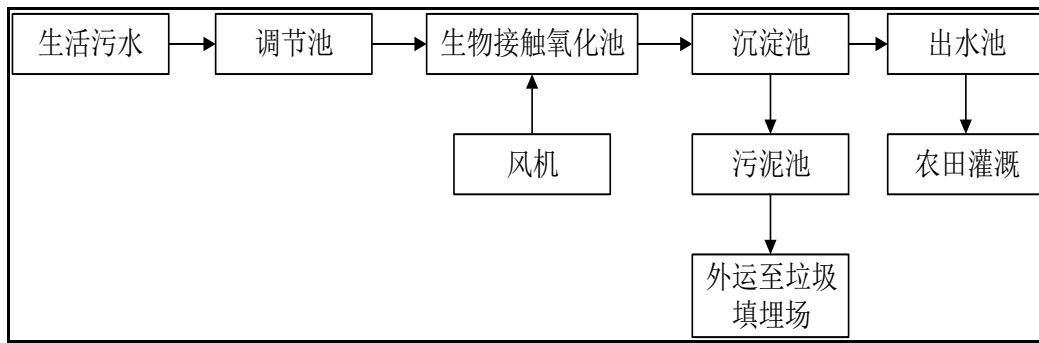 生活污水
调节池
生物接触氧化池
沉淀池
出水池
风机
污泥池
农田灌溉
外运至垃圾
填埋场